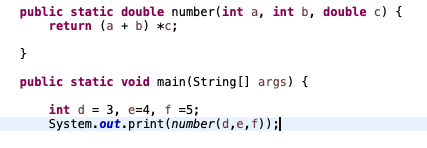 public static double number(int a, int b, double c) {
return (a + b) *c;
}
public static void main(String[] args) {
int d = 3, e=4, f =5;
System.out.print(number(d,e,f));